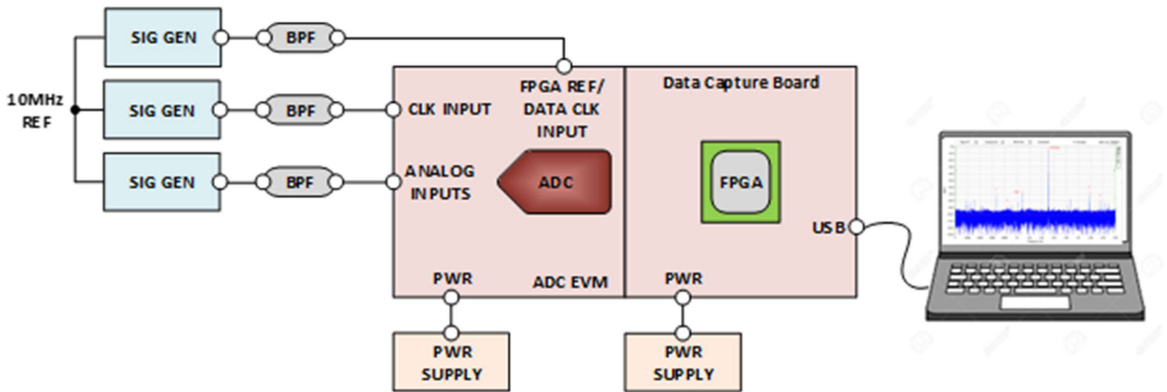 SIG GEN
BPF
10MHz
REF
SIG GEN
BPF
SIG GEN
BPF
FPGA REF/
DATA CLK
INPUT
CLK INPUT
ANALOG
INPUTS
ADC
PWR
ADC EVM
Data Capture Board
FPGA
USB
PWR
PWR
SUPPLY
PWR
SUPPLY